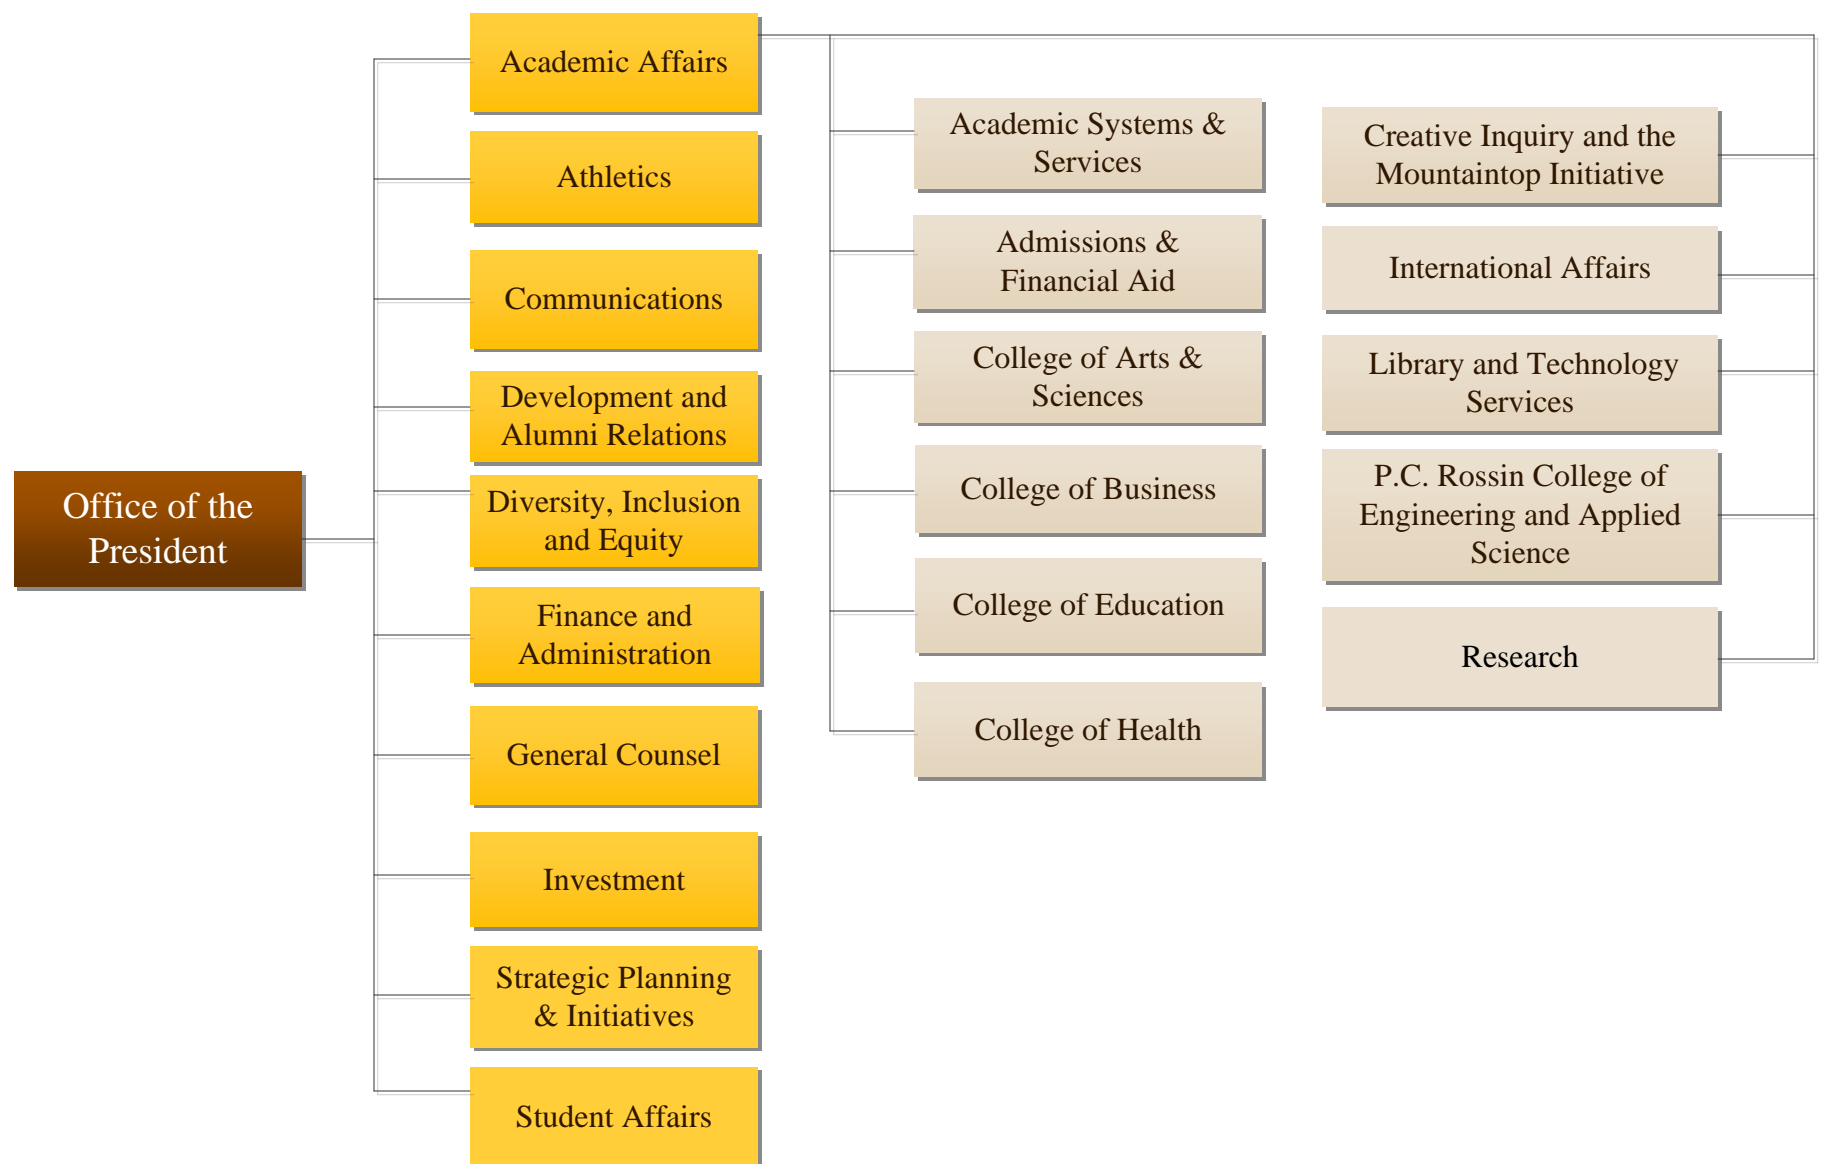 Office of the
President
Academic Affairs
Athletics
Communications
Development and
Alumni Relations
Diversity, Inclusion
and Equity
Finance and
Administration
General Counsel
Investment
Strategic Planning
& Initiatives
Student Affairs
Academic Systems &
Services
Admissions &
Financial Aid
College of Arts &
Sciences
College of Business
College of Education
College of Health
Creative Inquiry and the
Mountaintop Initiative
International Affairs
Library and Technology
Services
P.C. Rossin College of
Engineering and Applied
Science
Research